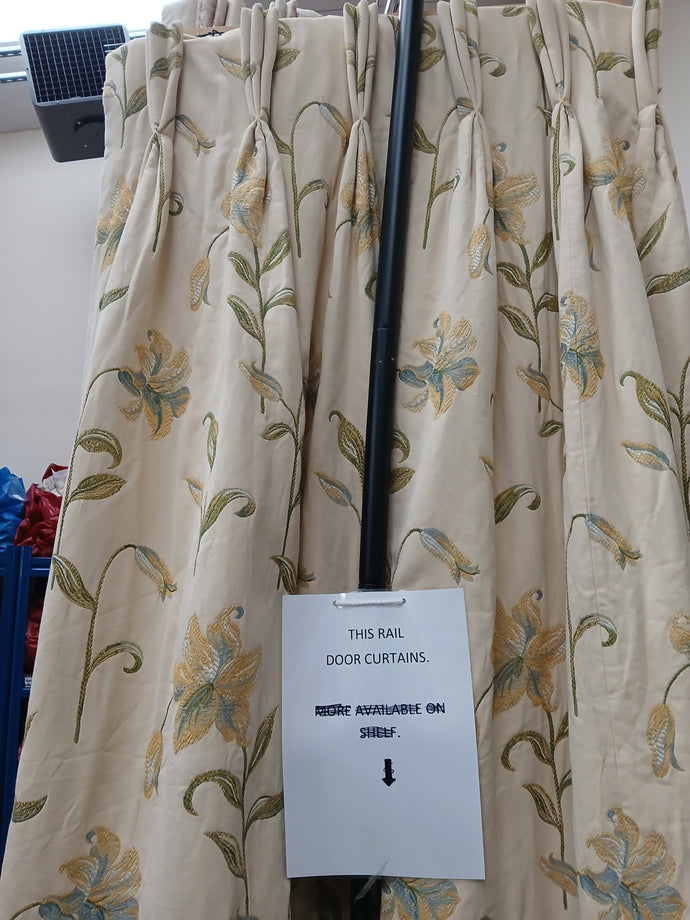 THIS RAIL
DOOR CURTAINS.
MORE AVAILABLE ON
SHELF.